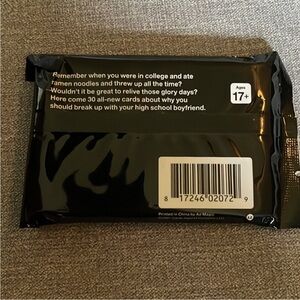 Remember when you were in college and ate
ramen noodles and threw up all the time?
Wouldn't it be great to relive those glory days?
Here come 30 all-new cards about why you
should break up with your high school boyfriend.
Ages
17+
8 17246 02072 9
Printed in China by Ad Magic